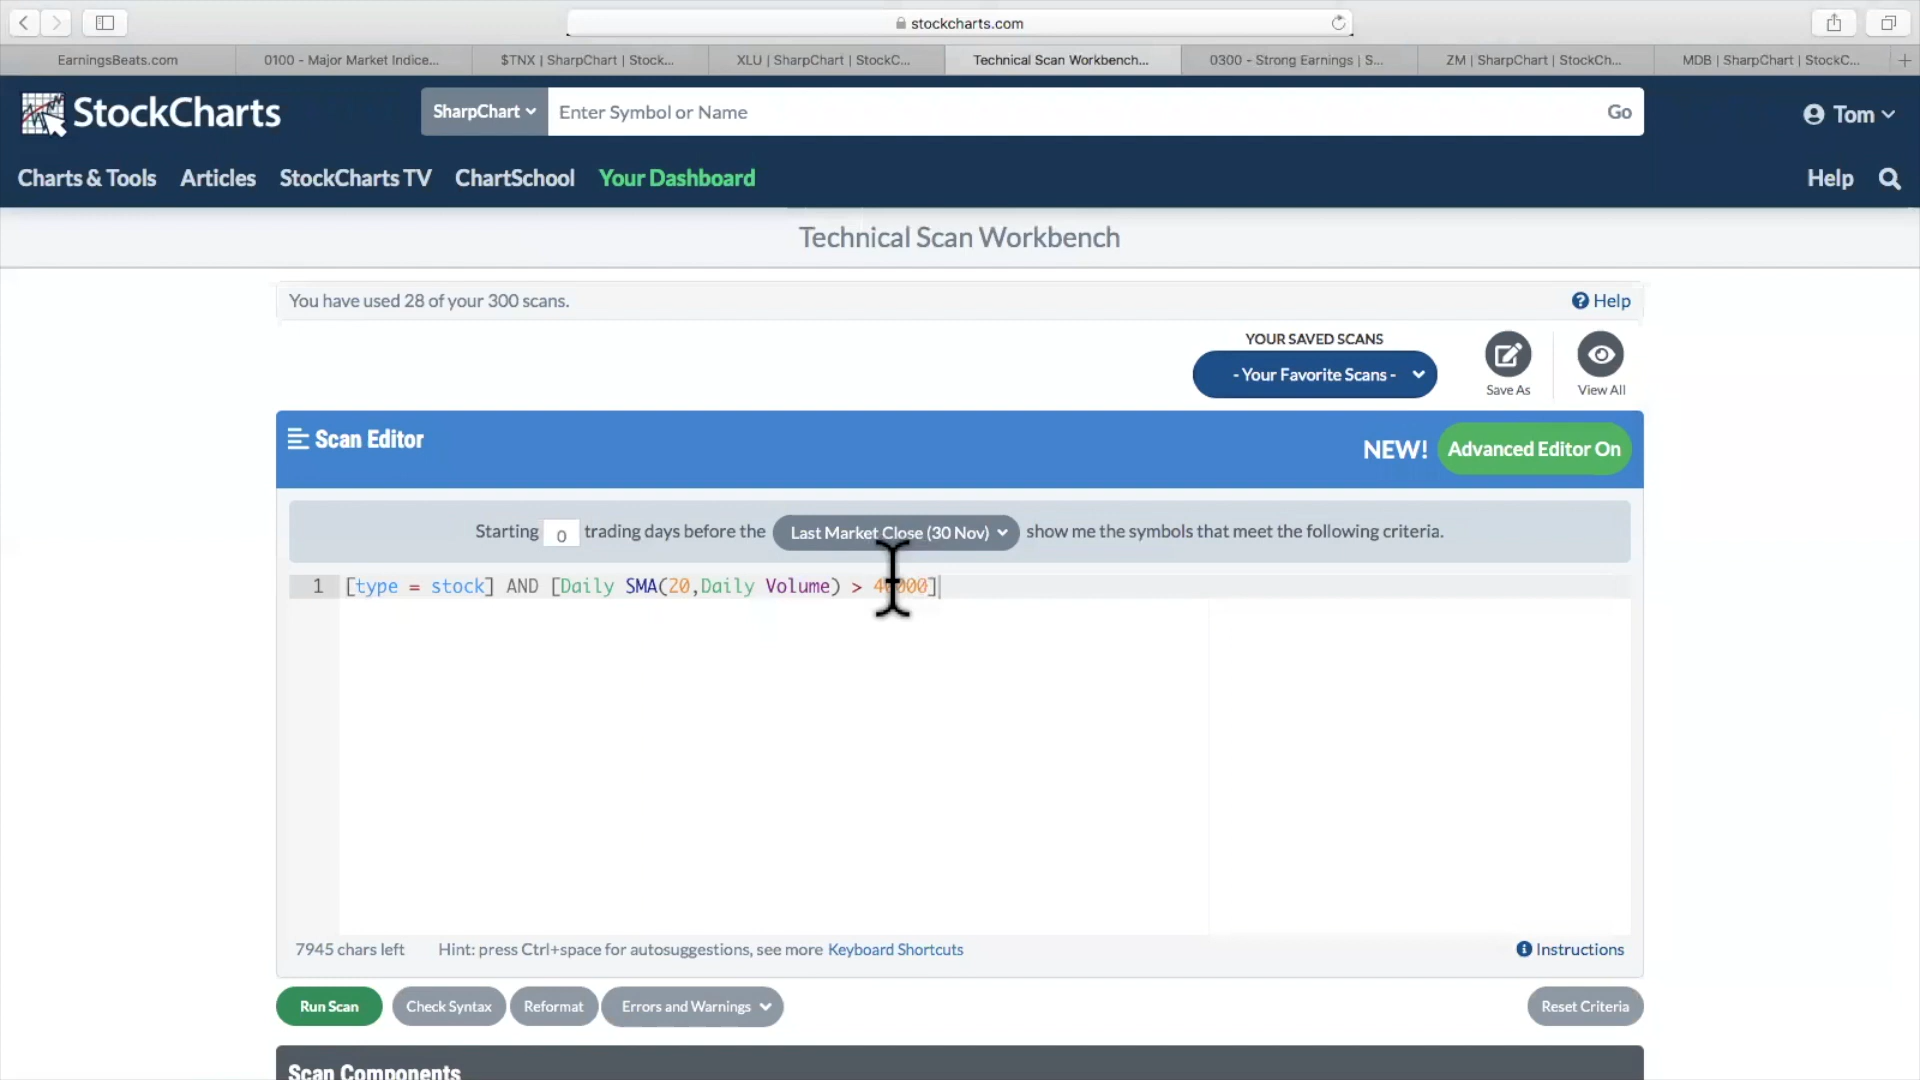 stockcharts.com
EarningsBeats.com
0100 - Major Market Indice...
$TNX | SharpChart | Stock...
XLU | SharpChart | StockC...
Technical Scan Workbench...
0300 - Strong Earnings | S...
ZM | SharpChart | StockCh...
MDB | SharpChart | StockC...
StockCharts
SharpChart
Enter Symbol or Name
Go
Tom
Charts & Tools
Articles
StockCharts TV
ChartSchool
Your Dashboard
Help
Technical Scan Workbench
You have used 28 of your 300 scans.
Help
YOUR SAVED SCANS
- Your Favorite Scans -
Save As
View All
Scan Editor
NEW!
Advanced Editor On
Starting 0 trading days before the Last Market Close (30 Nov) show me the symbols that meet the following criteria.
1 [type = stock] AND [Daily SMA(20,Daily Volume) > 40000]
7945 chars left
Hint: press Ctrl+space for autosuggestions, see more Keyboard Shortcuts
Instructions
Run Scan
Check Syntax
Reformat
Errors and Warnings
Reset Criteria
Scan Components